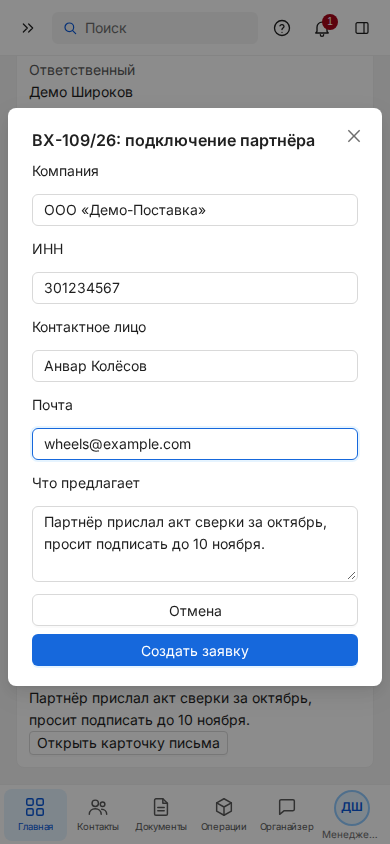 Поиск
1
Ответственный
Демо Широков
ВХ-109/26: подключение партнёра
Компания
ООО «Демо-Поставка»
ИНН
301234567
Контактное лицо
Анвар Колёсов
Почта
wheels@example.com
Что предлагает
Партнёр прислал акт сверки за октябрь,
просит подписать до 10 ноября.
Отмена
Создать заявку
Партнёр прислал акт сверки за октябрь,
просит подписать до 10 ноября.
Открыть карточку письма
ДШ
Главная Контакты Документы Операции Органайзер Менедже...